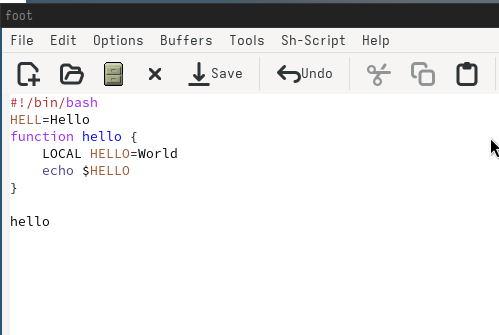 foot
File Edit Options Buffers Tools Sh-Script Help
Save Undo
#!/bin/bash
HELL=Hello
function hello {
    LOCAL HELLO=World
    echo $HELLO
}
hello